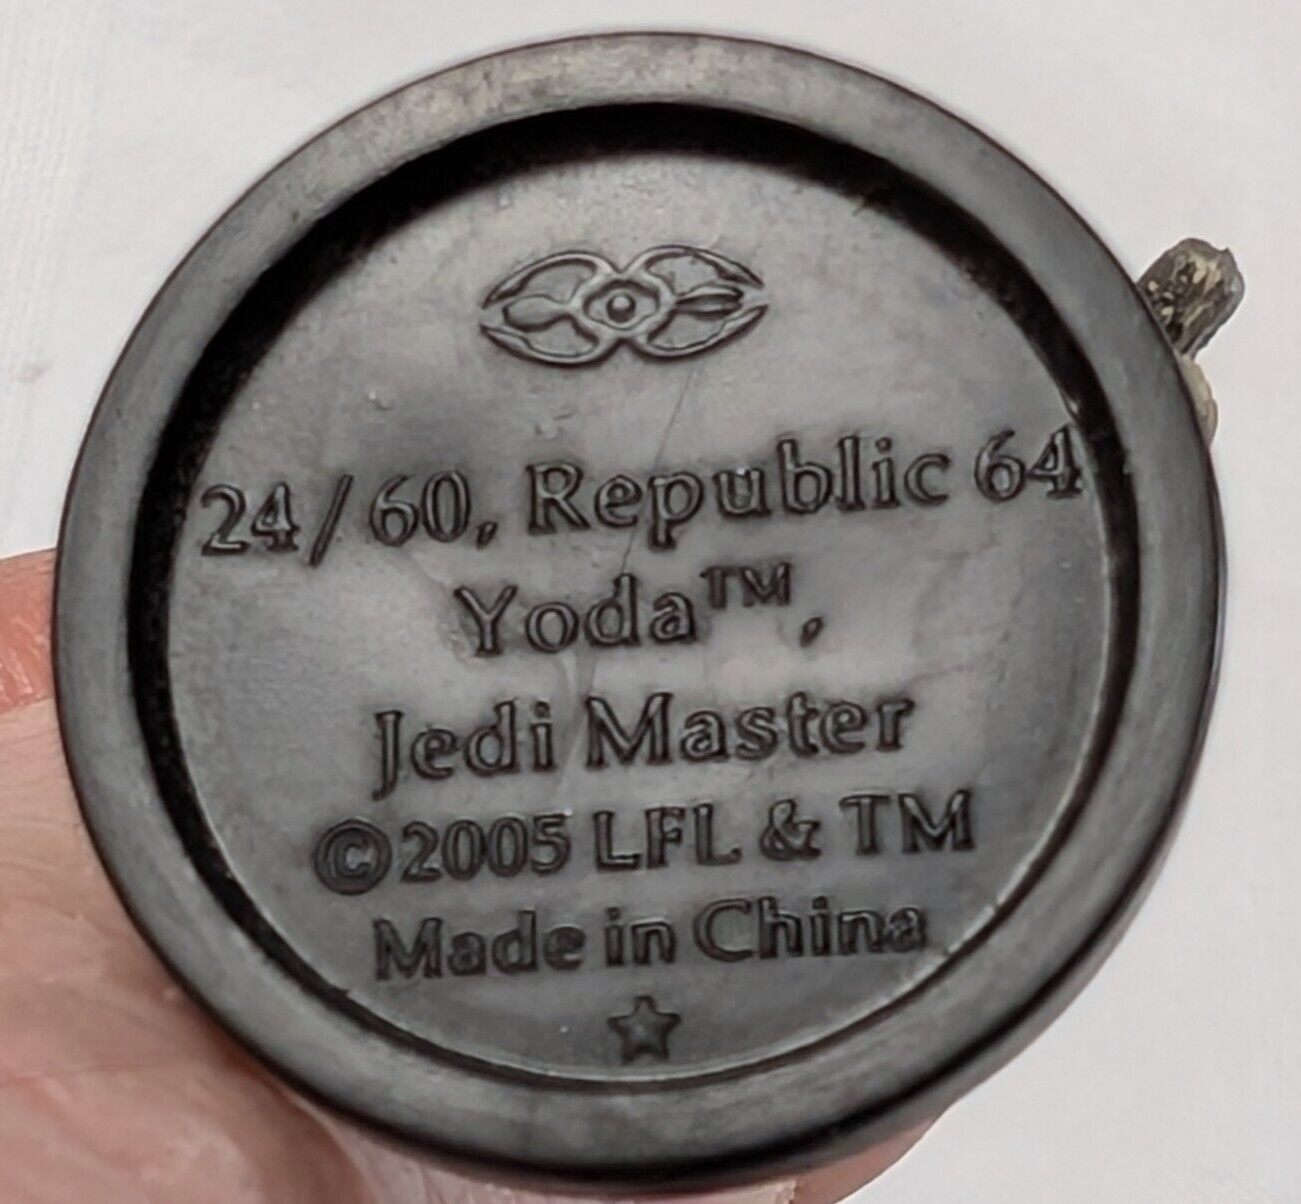 24/60, Republic 64
Yoda™,
Jedi Master
©2005 LFL & TM
Made in China